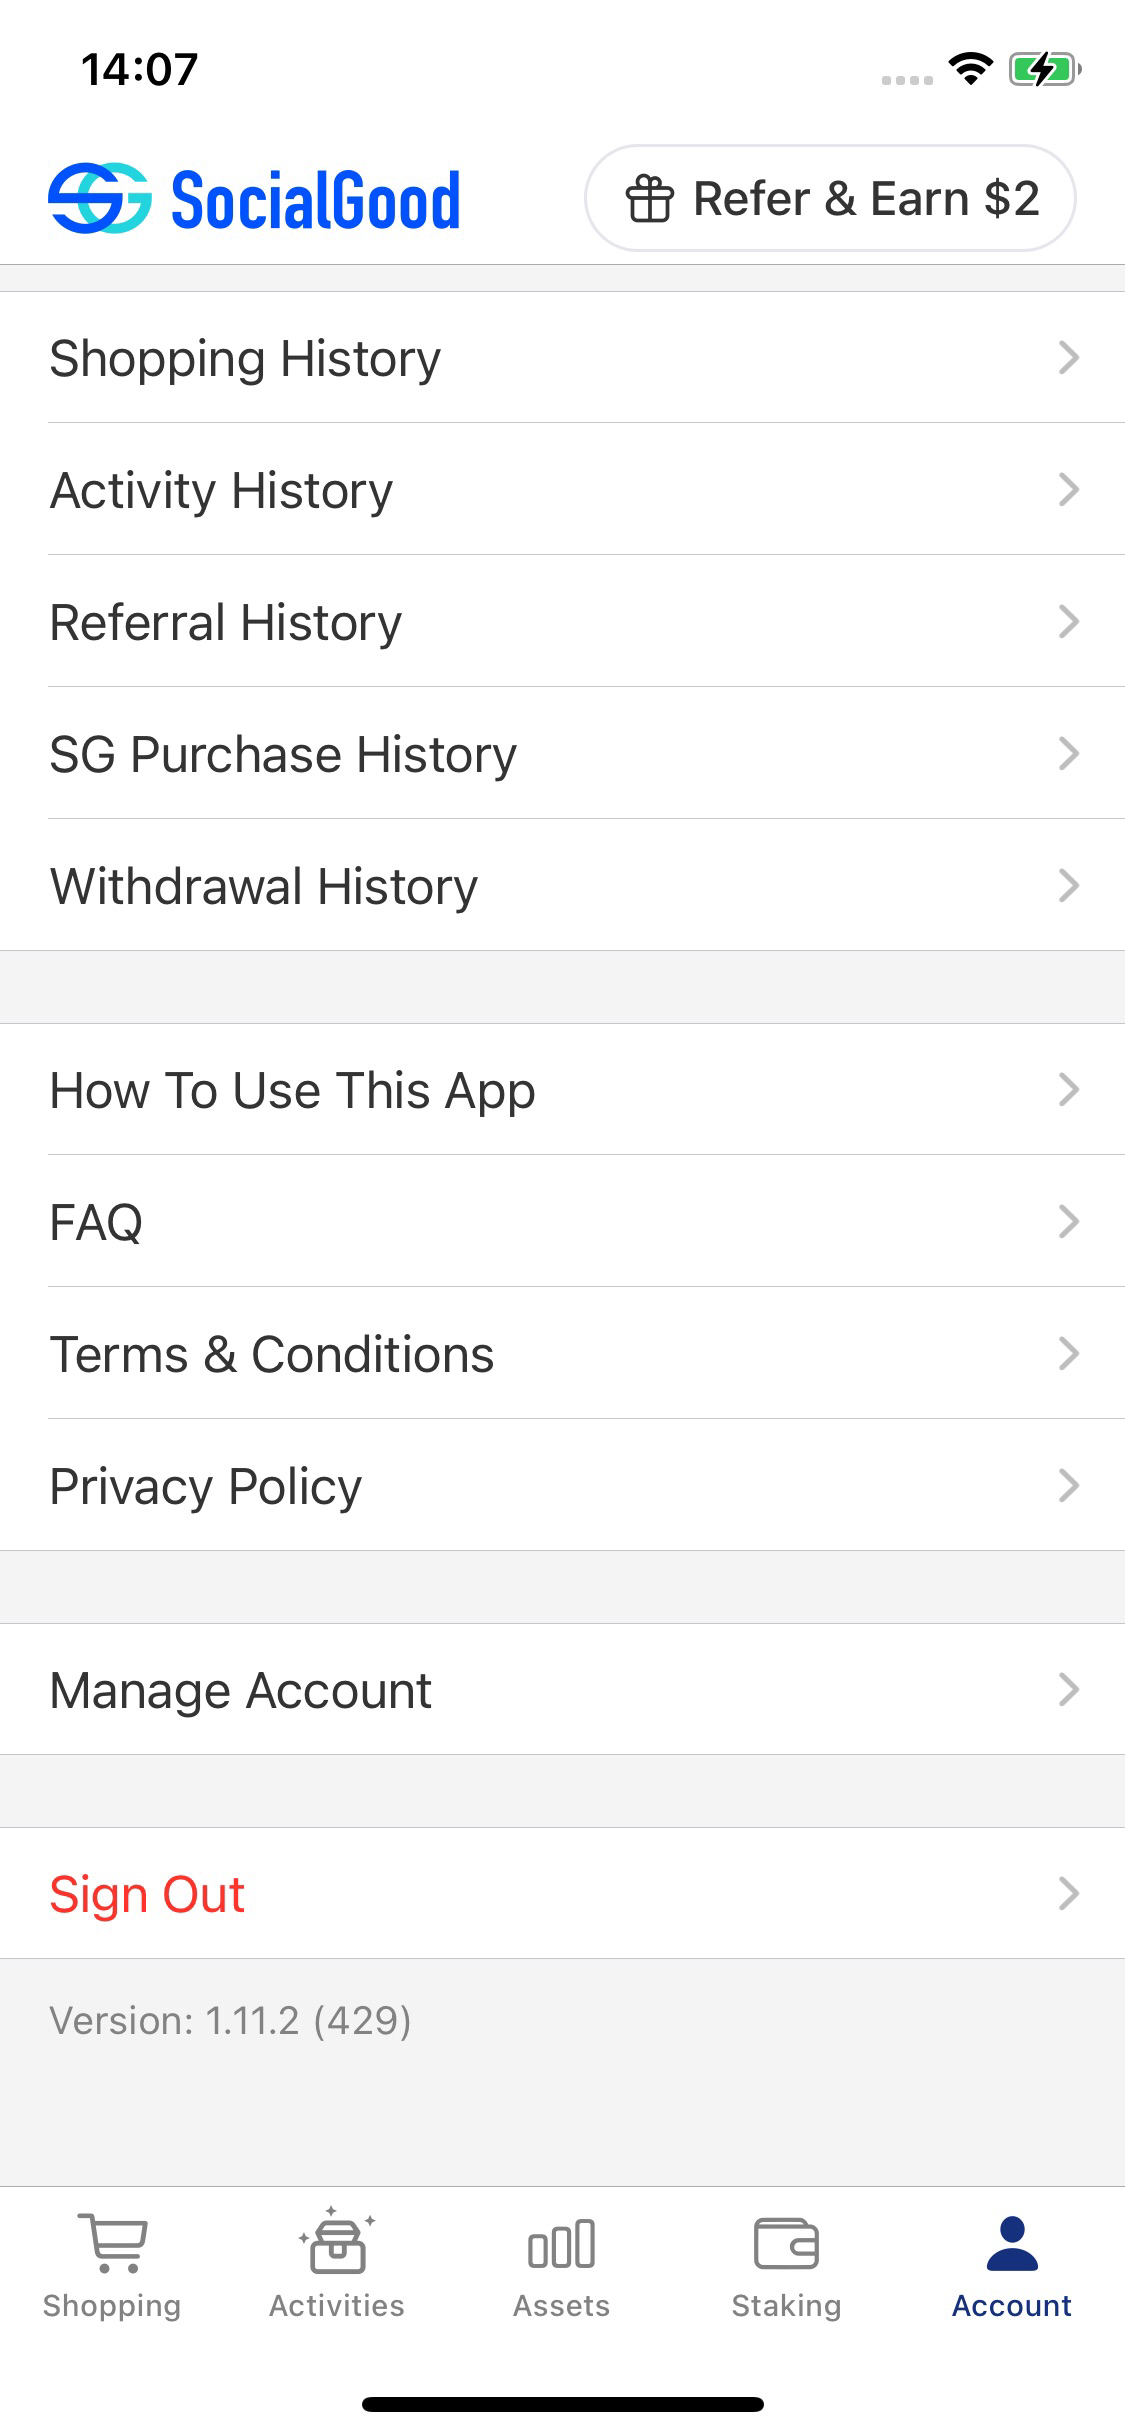 14:07
SocialGood
Refer & Earn $2
Shopping History
Activity History
Referral History
SG Purchase History
Withdrawal History
How To Use This App
FAQ
Terms & Conditions
Privacy Policy
Manage Account
Sign Out
Version: 1.11.2 (429)
Shopping
Activities
Assets
Staking
Account